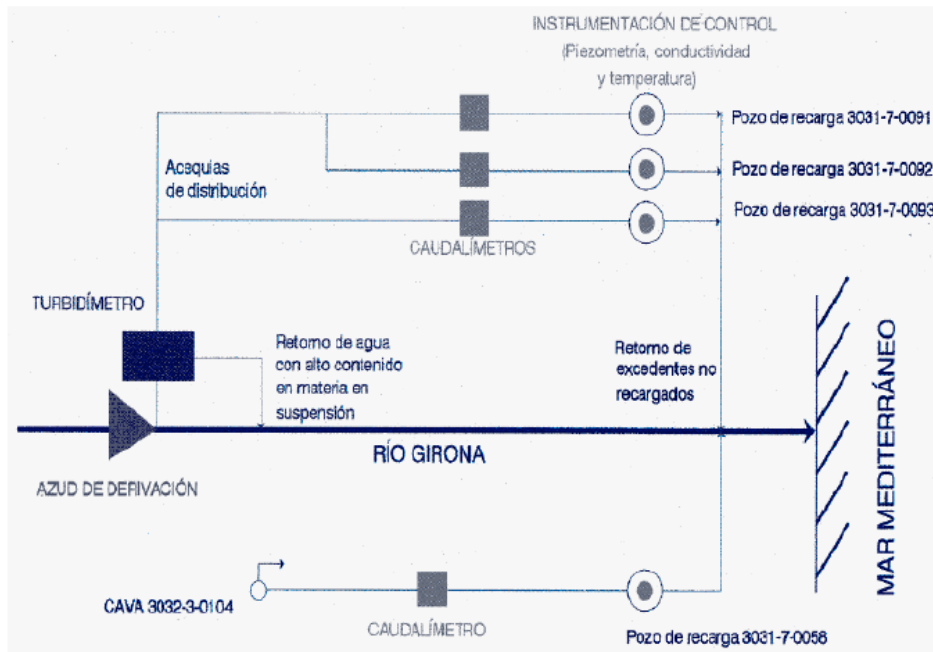 INSTRUMENTACIÓN DE CONTROL
(Piezometría, conductividad
y temperatura)
Pozo de recarga 3031-7-0091
Pozo de recarga 3031-7-0092
Pozo de recarga 3031-7-0093
Acequias
de distribución
CAUDALÍMETROS
TURBIDÍMETRO
Retorno de agua
con alto contenido
en materia en
suspensión
Retorno de
excedentes no
recargados
RÍO GIRONA
AZUD DE DERIVACIÓN
MAR MEDITERRÁNEO
CAVA 3032-3-0104
CAUDALÍMETRO
Pozo de recarga 3031-7-0058